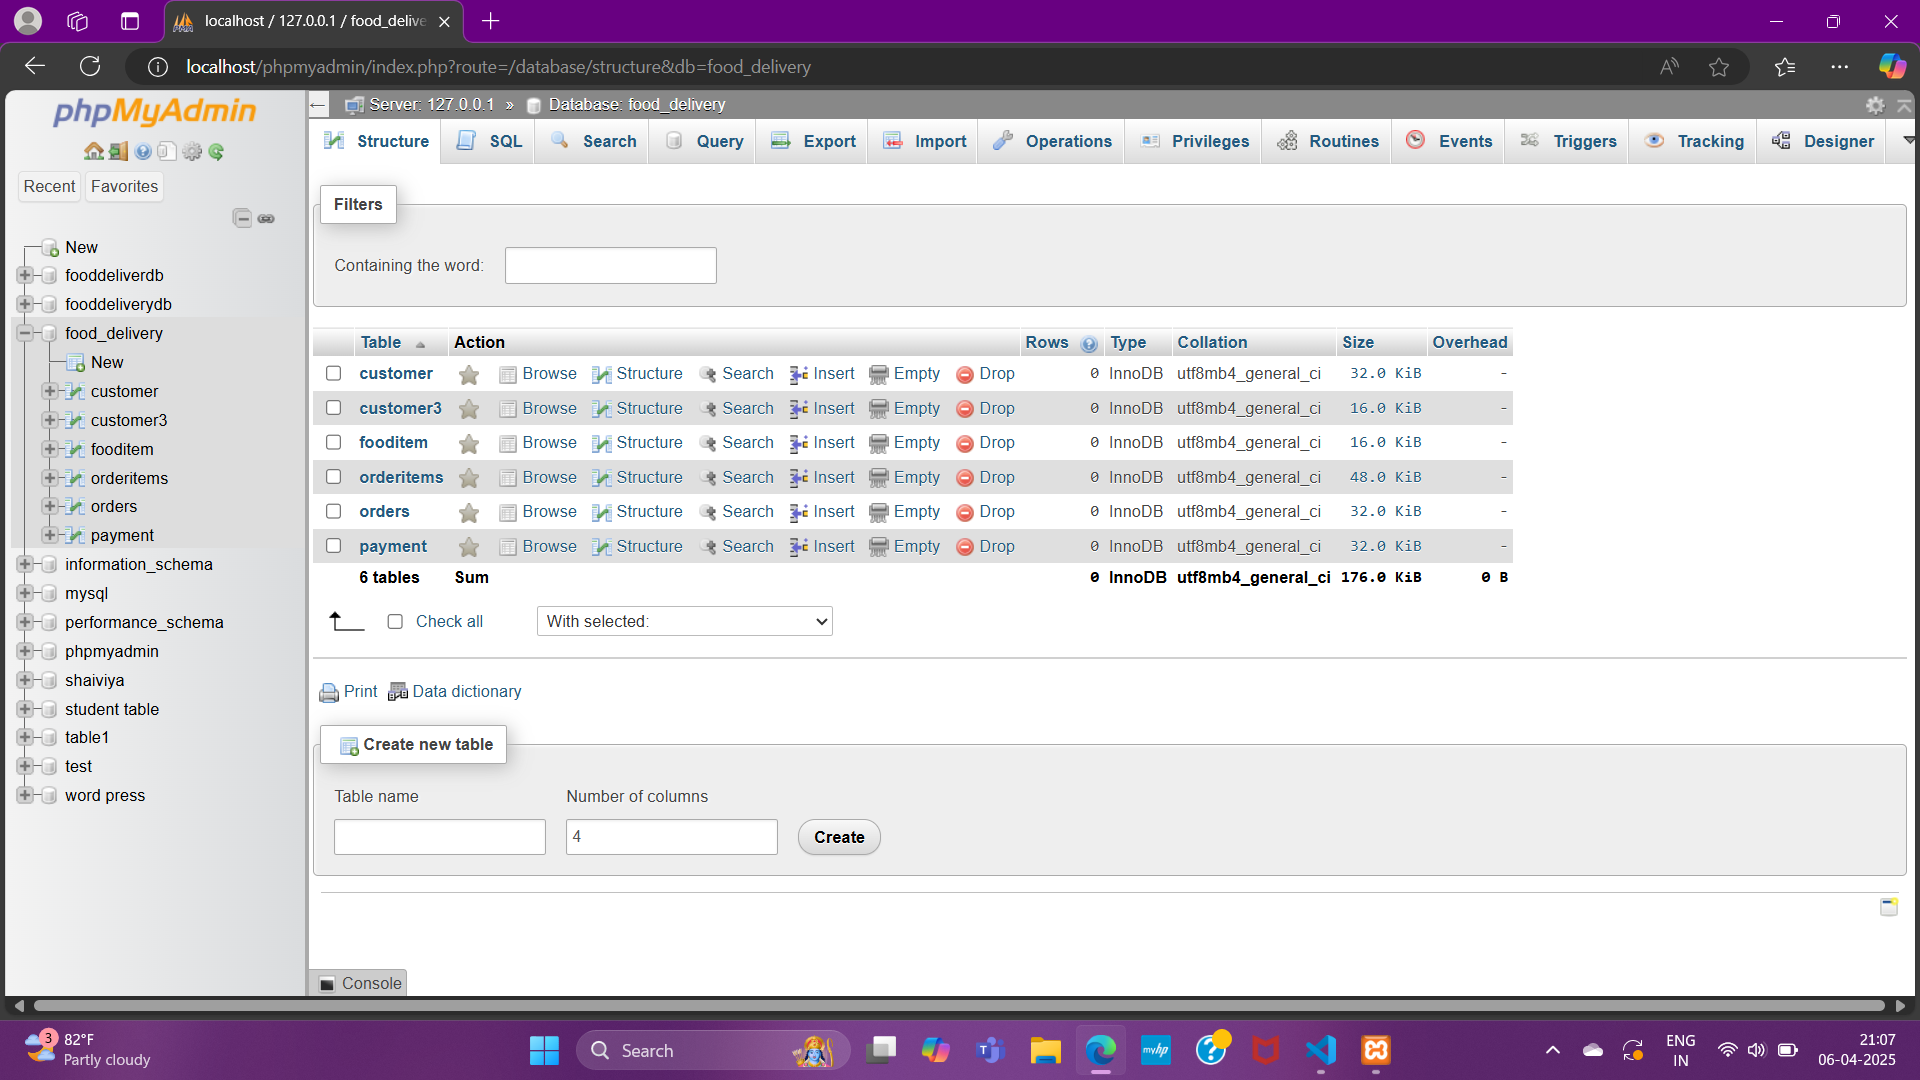 localhost / 127.0.0.1 / food_delive
localhost/phpmyadmin/index.php?route=/database/structure&db=food_delivery
phpMyAdmin
Recent Favorites
New
fooddeliverdb
fooddeliverydb
food_delivery
New
customer
customer3
fooditem
orderitems
orders
payment
information_schema
mysql
performance_schema
phpmyadmin
shaiviya
student table
table1
test
word press
Server: 127.0.0.1 » Database: food_delivery
Structure SQL Search Query Export Import Operations Privileges Routines Events Triggers Tracking Designer
Filters
Containing the word:
Table Action Rows Type Collation Size Overhead
customer Browse Structure Search Insert Empty Drop 0 InnoDB utf8mb4_general_ci 32.0 KiB -
customer3 Browse Structure Search Insert Empty Drop 0 InnoDB utf8mb4_general_ci 16.0 KiB -
fooditem Browse Structure Search Insert Empty Drop 0 InnoDB utf8mb4_general_ci 16.0 KiB -
orderitems Browse Structure Search Insert Empty Drop 0 InnoDB utf8mb4_general_ci 48.0 KiB -
orders Browse Structure Search Insert Empty Drop 0 InnoDB utf8mb4_general_ci 32.0 KiB -
payment Browse Structure Search Insert Empty Drop 0 InnoDB utf8mb4_general_ci 32.0 KiB -
6 tables Sum 0 InnoDB utf8mb4_general_ci 176.0 KiB 0 B
Check all With selected:
Print Data dictionary
Create new table
Table name Number of columns
4 Create
Console
3 82°F
Partly cloudy
Search
myhp
ENG
IN
21:07
06-04-2025